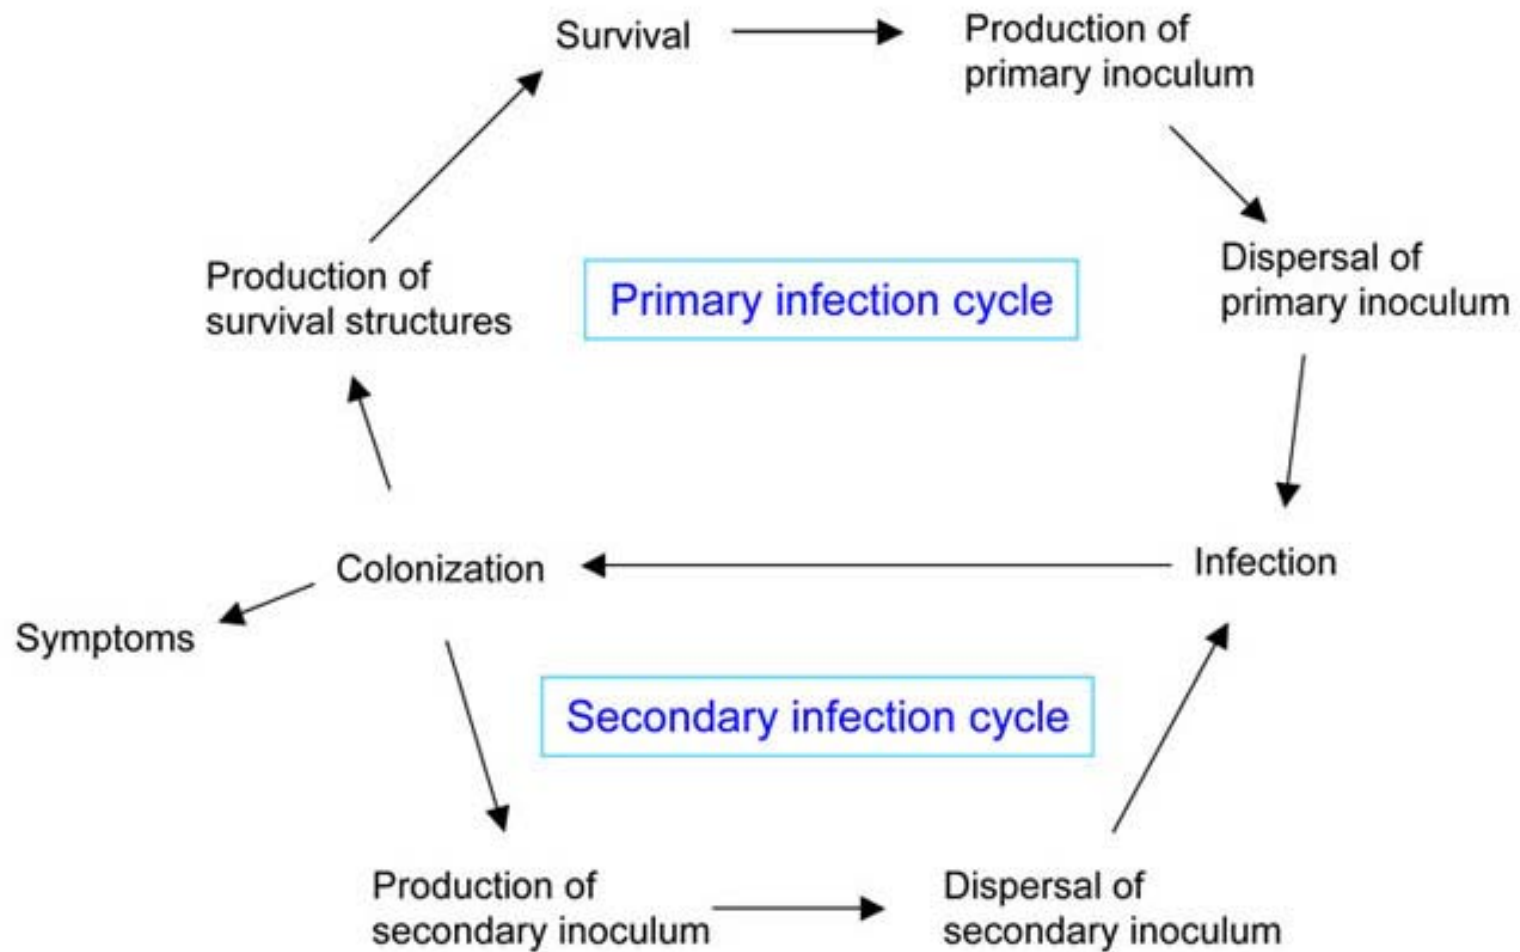 Survival
Production of
primary inoculum
Production of
survival structures
Primary infection cycle
Dispersal of
primary inoculum
Colonization
Infection
Symptoms
Secondary infection cycle
Production of
secondary inoculum
Dispersal of
secondary inoculum